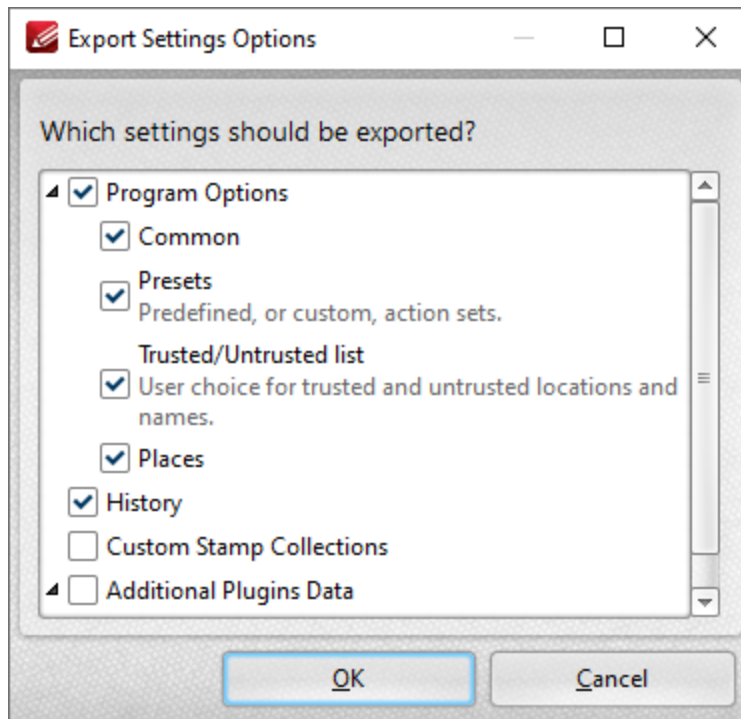 Export Settings Options
Which settings should be exported?
Program Options
Common
Presets
Predefined, or custom, action sets.
Trusted/Untrusted list
User choice for trusted and untrusted locations and
names.
Places
History
Custom Stamp Collections
Additional Plugins Data
OK
Cancel